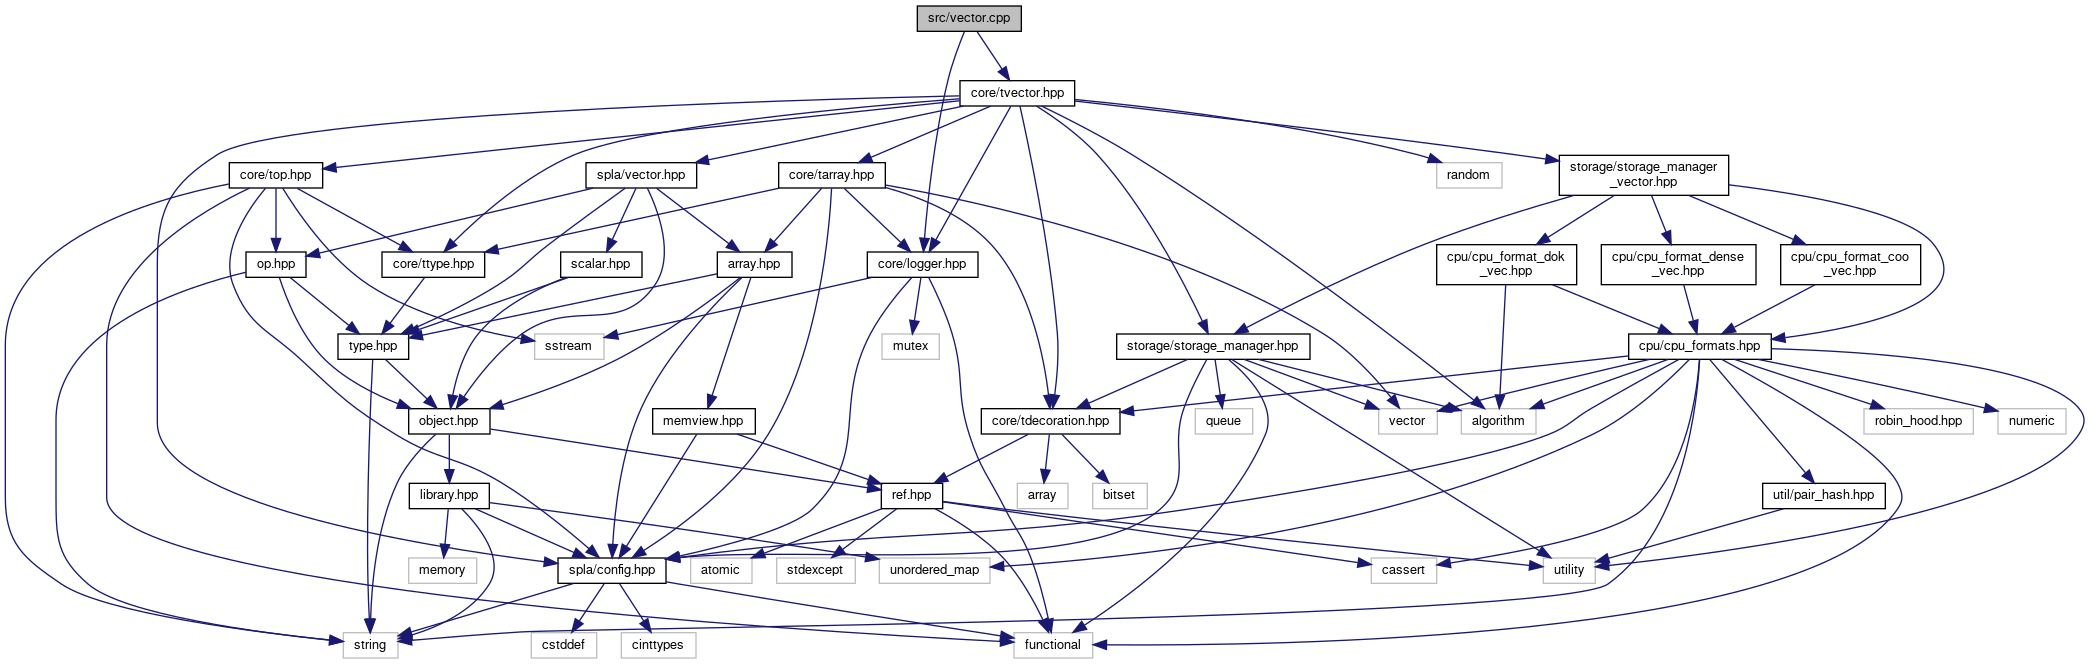 src/vector.cpp
core/tvector.hpp
core/top.hpp
spla/vector.hpp
core/tarray.hpp
random
storage/storage_manager
_vector.hpp
op.hpp
core/ttype.hpp
scalar.hpp
array.hpp
core/logger.hpp
cpu/cpu_format_dok
_vec.hpp
cpu/cpu_format_dense
_vec.hpp
cpu/cpu_format_coo
_vec.hpp
type.hpp
sstream
mutex
storage/storage_manager.hpp
cpu/cpu_formats.hpp
object.hpp
memview.hpp
core/tdecoration.hpp
queue
vector
algorithm
robin_hood.hpp
numeric
library.hpp
ref.hpp
array
bitset
util/pair_hash.hpp
memory
spla/config.hpp
atomic
stdexcept
unordered_map
cassert
utility
string
cstddef
cinttypes
functional